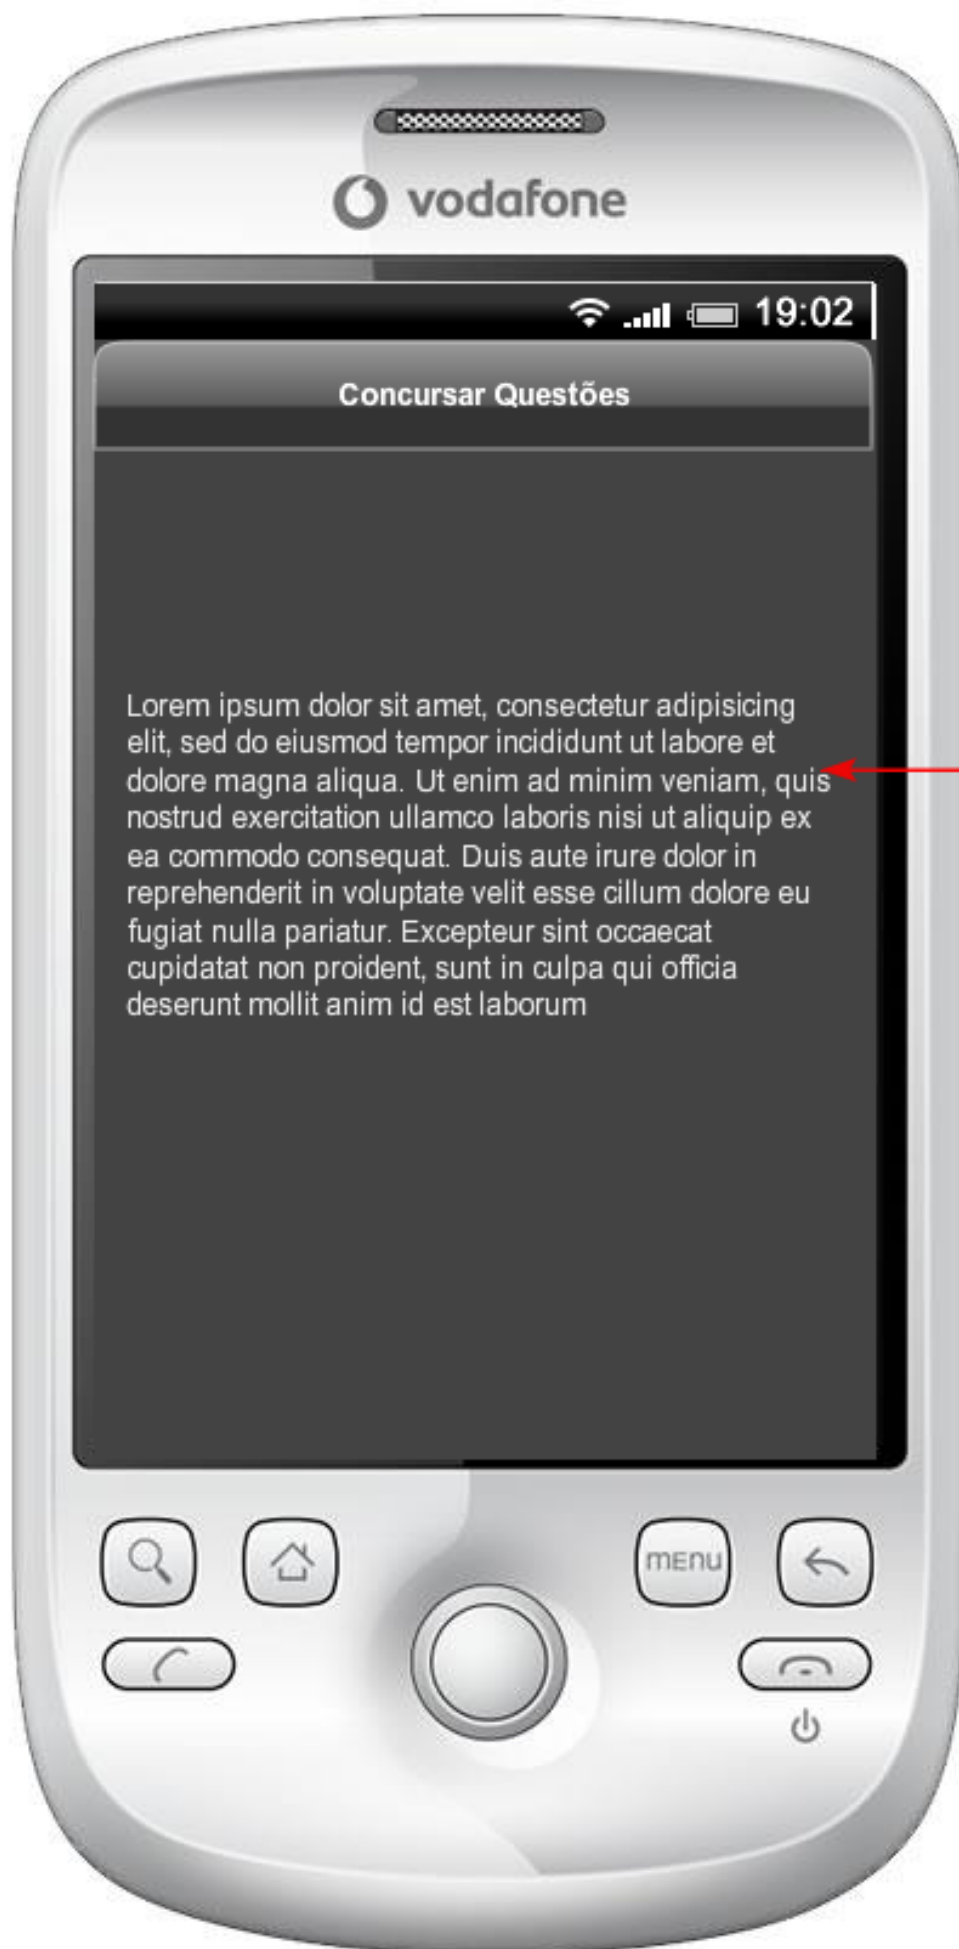 vodafone
19:02
Concursar Questões
Lorem ipsum dolor sit amet, consectetur adipisicing
elit, sed do eiusmod tempor incididunt ut labore et
dolore magna aliqua. Ut enim ad minim veniam, quis
nostrud exercitation ullamco laboris nisi ut aliquip ex
ea commodo consequat. Duis aute irure dolor in
reprehenderit in voluptate velit esse cillum dolore eu
fugiat nulla pariatur. Excepteur sint occaecat
cupidatat non proident, sunt in culpa qui officia
deserunt mollit anim id est laborum
menu